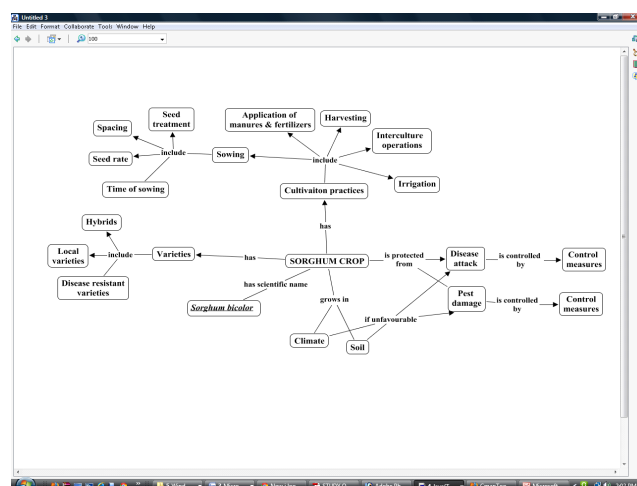 Untitled 3
File Edit Format Collaborate Tools Window Help
100
Seed
treatment
Spacing
Seed rate
include
Sowing
Time of sowing
Application of
manures & fertilizers
Harvesting
Interculture
operations
include
Irrigation
Cultivaiton practices
has
Hybrids
Local
varieties
include
Varieties
has
Disease resistant
varieties
SORGHUM CROP
has scientific name
Sorghum bicolor
grows in
Climate
Soil
if unfavourable
is protected
from
Disease
attack
is controlled
by
Control
measures
Pest
damage
is controlled
by
Control
measures
3:02 PM